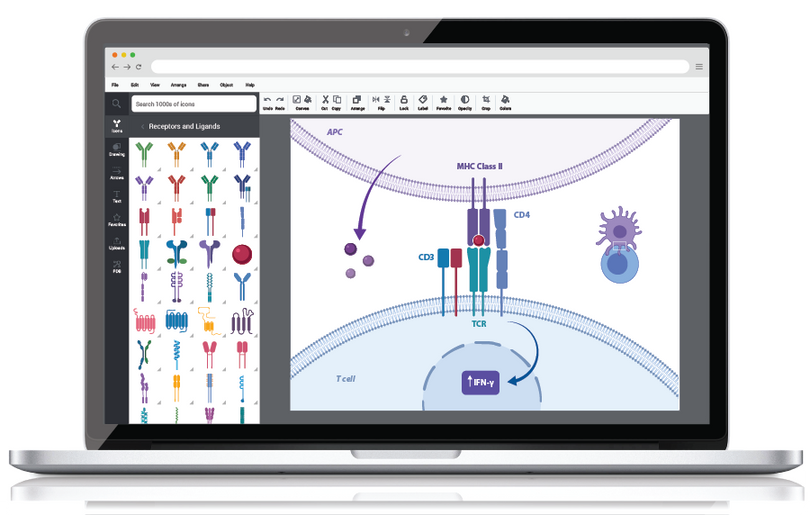 File Edit View Arrange Share Object Help
Search 1000s of icons
Undo Redo Canvas Cut Copy Arrange Flip Lock Label Favorite Opacity Crop Colors
Icons
Receptors and Ligands
Drawing
Arrows
Text
Favorites
Uploads
PDB
APC
MHC Class II
CD4
CD3
TCR
T cell
↑IFN-γ